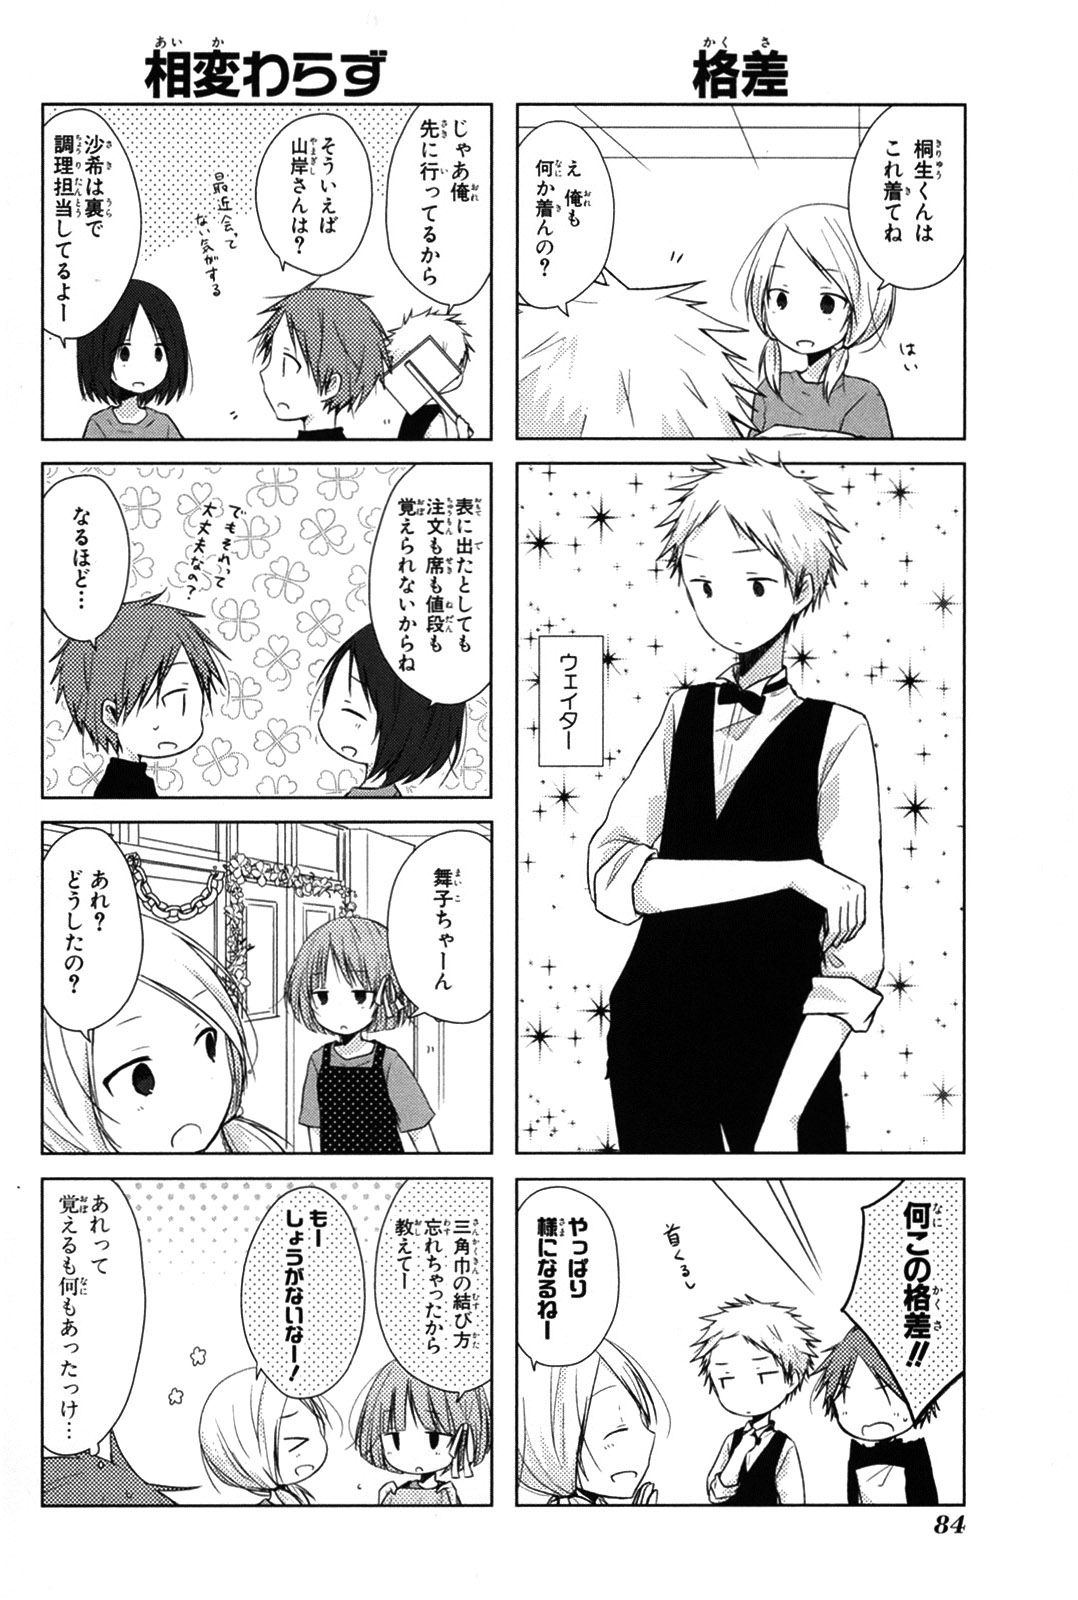 格差
桐生くんは
これ着てね
はい
え 俺も
何か着んの？
ウェイター
何この格差!!
首くるし
やっぱり
様になるねー
相変わらず
じゃあ俺
先に行ってるから
そういえば
山岸さんは？
最近会って
ない気がする
沙希は裏で
調理担当してるよー
表に出たとしても
注文も席も値段も
覚えられないからね
でもそれって
大丈夫なの？
なるほど…
舞子ちゃーん
あれ？
どうしたの？
三角巾の結び方
忘れちゃったから
教えてー
もー
しょうがないなー！
あれって
覚えるも何もあったっけ…
84